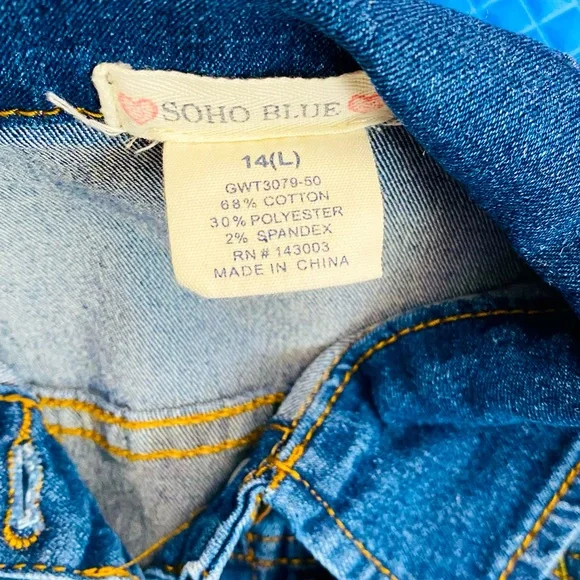 SOHO BLUE
14(L)
GWT3079-50
68% COTTON
30% POLYESTER
2% SPANDEX
RN # 143003
MADE IN CHINA